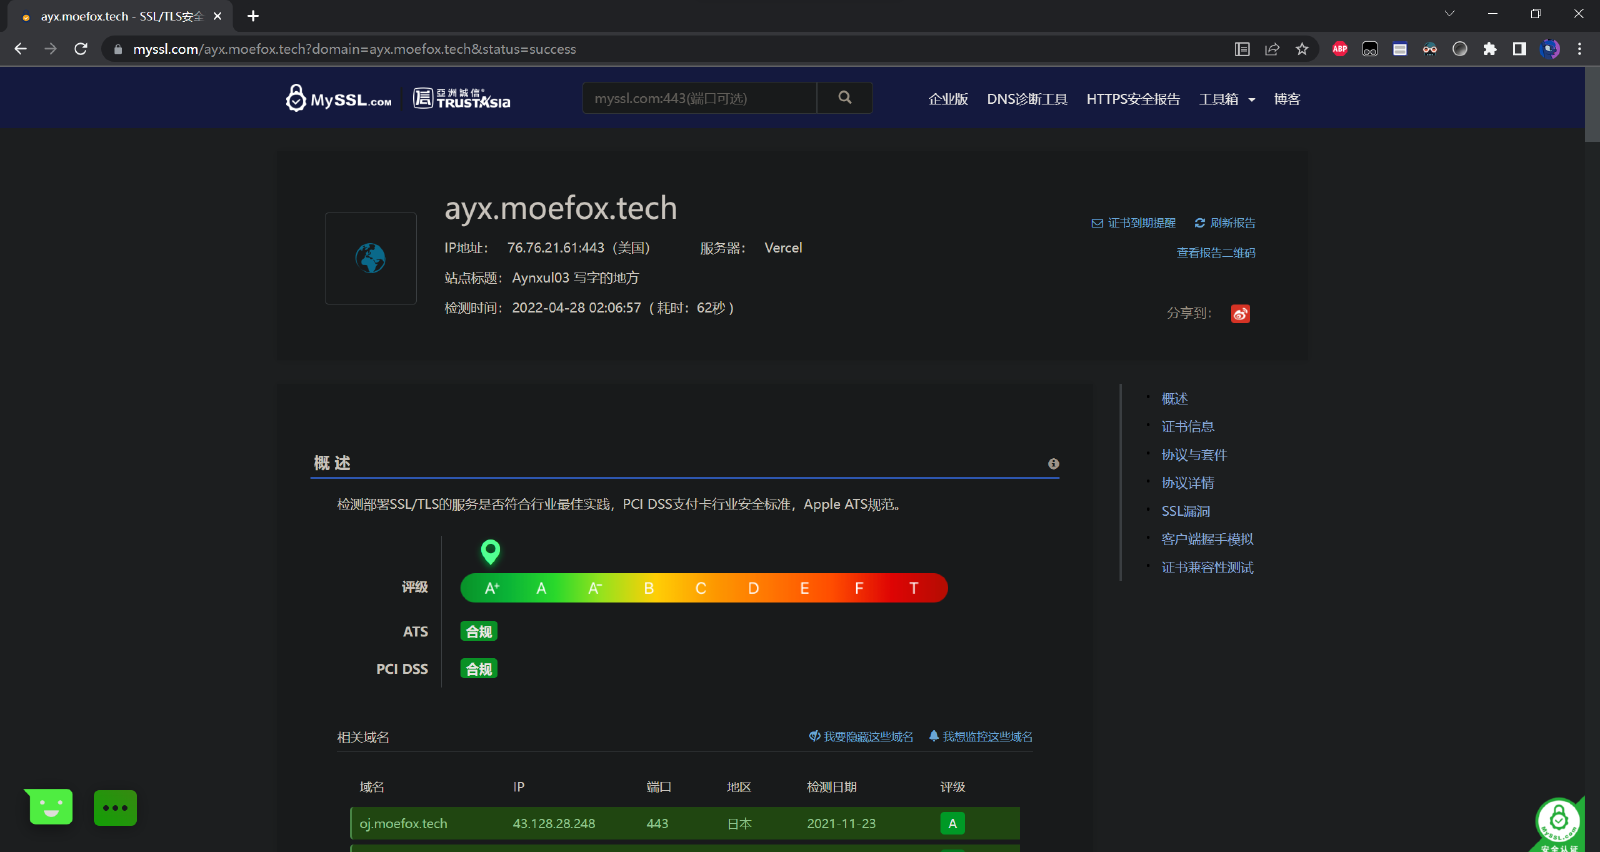 ayx.moefox.tech - SSL/TLS安全
myssl.com/ayx.moefox.tech?domain=ayx.moefox.tech&status=success
ABP
MySSL.com
亞洲誠信
TRUSTAsia
myssl.com:443(端口可选)
企业版 DNS诊断工具 HTTPS安全报告 工具箱 博客
ayx.moefox.tech
IP地址： 76.76.21.61:443（美国） 服务器： Vercel
站点标题： Aynxul03 写字的地方
检测时间： 2022-04-28 02:06:57（ 耗时：62秒 ）
证书到期提醒 刷新报告
查看报告二维码
分享到：
概 述
检测部署SSL/TLS的服务是否符合行业最佳实践，PCI DSS支付卡行业安全标准，Apple ATS规范。
评级 A+ A A- B C D E F T
ATS 合规
PCI DSS 合规
相关域名 我要隐藏这些域名 我想监控这些域名
域名 IP 端口 地区 检测日期 评级
oj.moefox.tech 43.128.28.248 443 日本 2021-11-23 A
概述
证书信息
协议与套件
协议详情
SSL漏洞
客户端握手模拟
证书兼容性测试
MySSL.com
安全认证